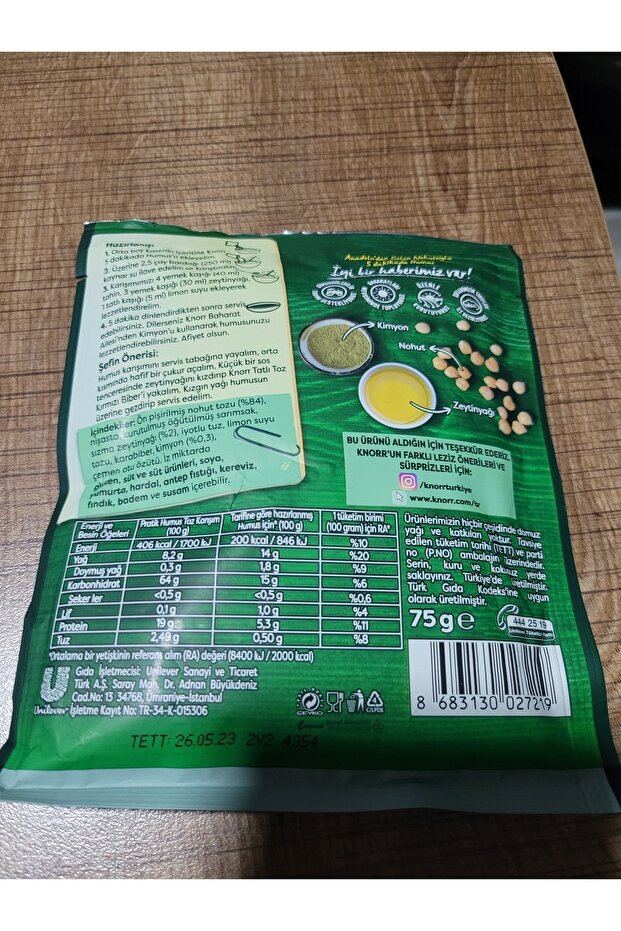 Hazırlanışı
1. Orta boy kasenin içerisine Knorr
5 dakikada Humus'u ekleyelim.
2. Üzerine 2,5 çay bardağı (250 ml)
kaynar su ilave edelim ve karıştıralım.
3. Karışımımızı 4 yemek kaşığı (40 ml)
tahin, 3 yemek kaşığı (30 ml) zeytinyağı,
1 tatlı kaşığı (5 ml) limon suyu ekleyerek
lezzetlendirelim.
4. 5 dakika dinlendirdikten sonra servis
edebilirsiniz. Dilerseniz Knorr Baharat
Ailesi'nden Kimyon'u kullanarak humusunuzu
lezzetlendirebilirsiniz. Afiyet olsun.
Şefin Önerisi:
Humus karışımını servis tabağına yayalım, orta
kısmında hafif bir çukur açalım. Küçük bir sos
tenceresinde zeytinyağını kızdırıp Knorr Tatlı Toz
Kırmızı Biber'i yakalım. Kızgın yağı humusun
üzerine gezdirip servis edelim.
İçindekiler: Ön pişirilmiş nohut tozu (%84),
nişasta, kurutulmuş öğütülmüş sarımsak,
sızma zeytinyağı (%2), iyotlu tuz, limon suyu
tozu, karabiber, kimyon (%0,3),
çemen otu özütü. İz miktarda
gluten, süt ve süt ürünleri, soya,
yumurta, hardal, antep fıstığı, kereviz,
fındık, badem ve susam içerebilir.
Anadolu'dan Gelen Nohutuyla
5 dakikada Humus
İyi bir haberimiz var!
Kimyon
Nohut
Zeytinyağı
BU ÜRÜNÜ ALDIĞIN İÇİN TEŞEKKÜR EDERİZ.
KNORR'UN FARKLI LEZİZ ÖNERİLERİ VE
SÜRPRİZLERİ İÇİN:
/knorrturkiye
www.knorr.com/tr
Enerji ve Besin Öğeleri Pratik Humus Toz Karışım (100 g) Tarifine göre hazırlanmış Humus için* (100 g) 1 tüketim birimi (100 gram) için RA*
Enerji 406 kcal / 1700 kJ 200 kcal / 846 kJ %10
Yağ 8,2 g 14 g %20
Doymuş yağ 0,3 g 1.8 g %9
Karbonhidrat 64 g 15 g %6
Şekerler <0,5 g <0,5 g %0,6
Lif 0,1 g 1.0 g %4
Protein 19 g 5.3 g %11
Tuz 2,49 g 0,50 g %8
*Ortalama bir yetişkinin referans alım (RA) değeri (8400 kJ / 2000 kcal)
Ürünlerimizin hiçbir çeşidinde domuz
yağı ve katkıları yoktur. Tavsiye
edilen tüketim tarihi (TETT) ve parti
no (P.NO) ambalajın üzerindedir.
Serin, kuru ve kokusuz yerde
saklayınız. Türkiye'de üretilmiştir.
Türk Gıda Kodeksi'ne uygun
olarak üretilmiştir.
75 g e
444 25 19
Unilever
Gıda İşletmecisi: Unilever Sanayi ve Ticaret
Türk A.Ş. Saray Mah. Dr. Adnan Büyükdeniz
Cad.No: 13 34768, Ümraniye-İstanbul
İşletme Kayıt No: TR-34-K-015306
ÇEVKO
C/LPDE
8 683130 027219
TETT: 26.05.23 2Y2 4354